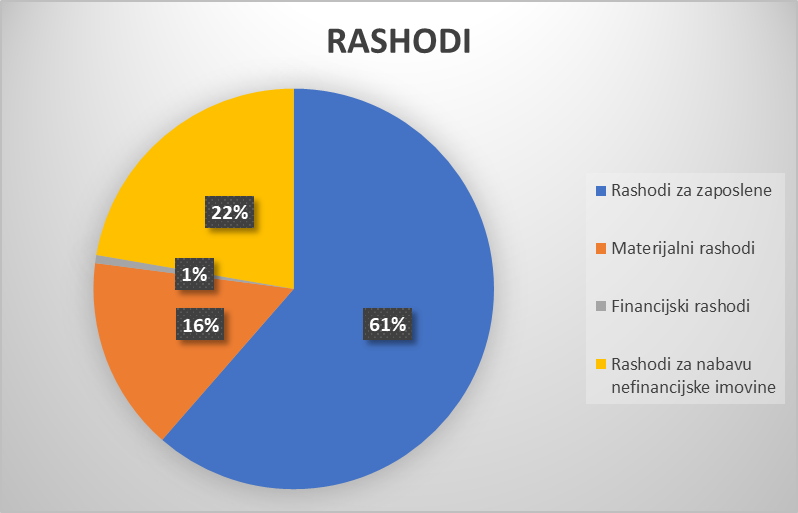 RASHODI
22%
1%
16%
61%
Rashodi za zaposlene
Materijalni rashodi
Financijski rashodi
Rashodi za nabavu
nefinancijske imovine